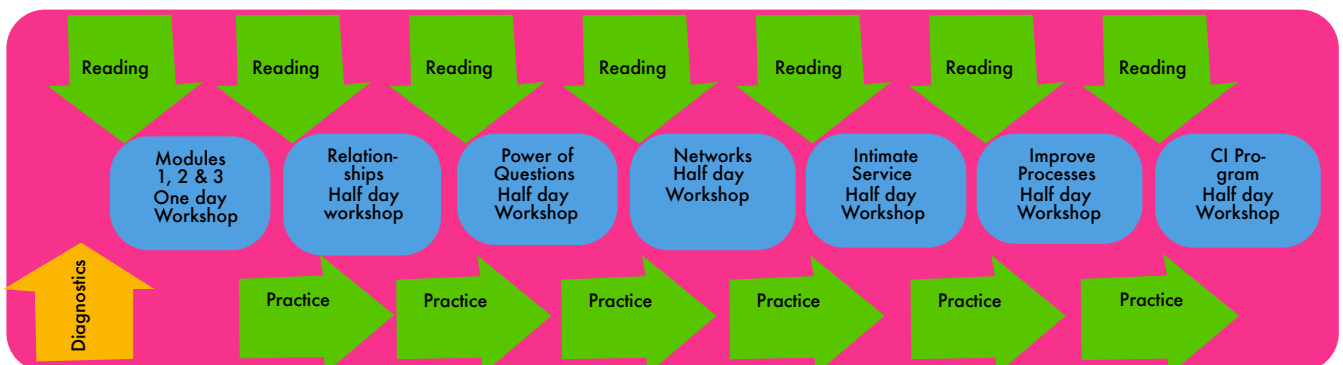 Reading
Reading
Reading
Reading
Reading
Reading
Reading
Modules
1, 2 & 3
One day
Workshop
Relation-
ships
Half day
workshop
Power of
Questions
Half day
Workshop
Networks
Half day
Workshop
Intimate
Service
Half day
Workshop
Improve
Processes
Half day
Workshop
CI Pro-
gram
Half day
Workshop
Diagnostics
Practice
Practice
Practice
Practice
Practice
Practice